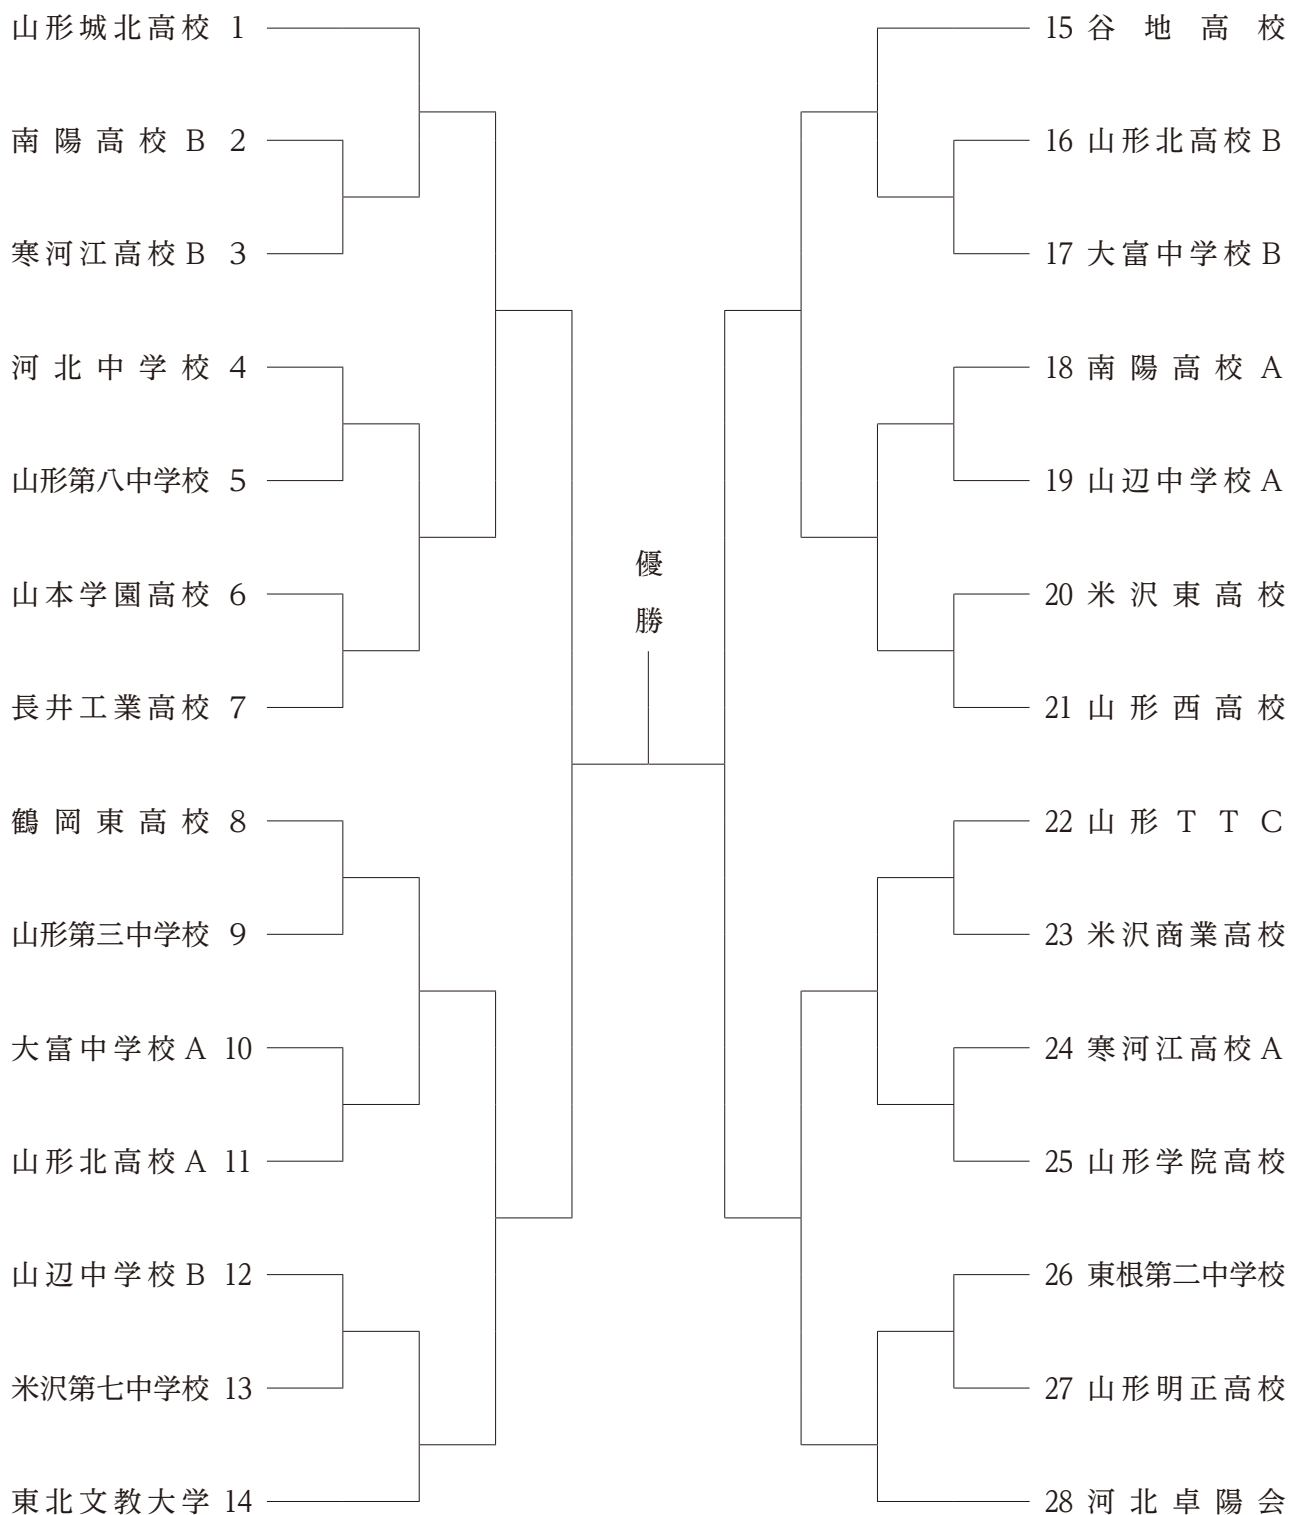 山形城北高校 1
南陽高校B 2
寒河江高校B 3
河北中学校 4
山形第八中学校 5
山本学園高校 6
長井工業高校 7
鶴岡東高校 8
山形第三中学校 9
大富中学校A 10
山形北高校A 11
山辺中学校B 12
米沢第七中学校 13
東北文教大学 14
優勝
15 谷地高校
16 山形北高校B
17 大富中学校B
18 南陽高校A
19 山辺中学校A
20 米沢東高校
21 山形西高校
22 山形TTC
23 米沢商業高校
24 寒河江高校A
25 山形学院高校
26 東根第二中学校
27 山形明正高校
28 河北卓陽会